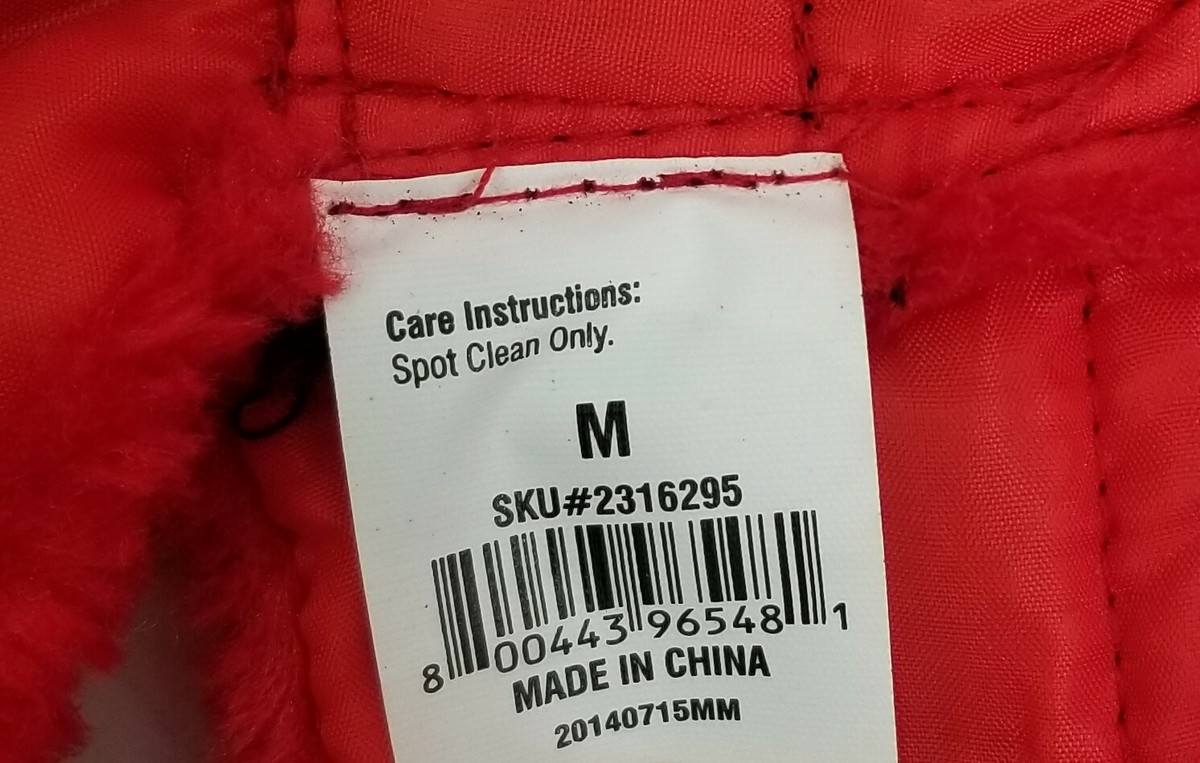 Care Instructions:
Spot Clean Only.
M
SKU#2316295
8 00443 96548 1
MADE IN CHINA
20140715MM